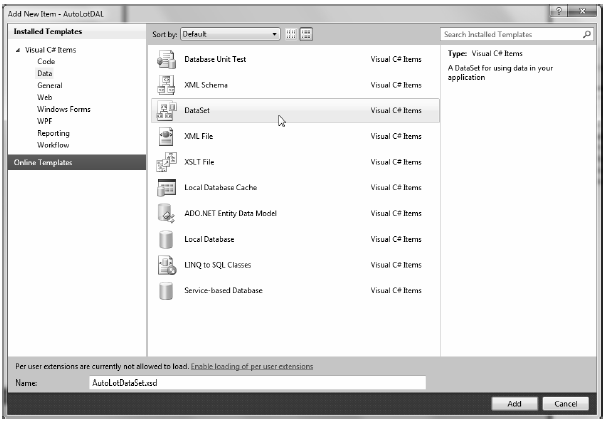 Add New Item - AutoLotDAL
Installed Templates
Visual C# Items
Code
Data
General
Web
Windows Forms
WPF
Reporting
Workflow
Online Templates
Sort by: Default
Search Installed Templates
Database Unit Test Visual C# Items
XML Schema Visual C# Items
DataSet Visual C# Items
XML File Visual C# Items
XSLT File Visual C# Items
Local Database Cache Visual C# Items
ADO.NET Entity Data Model Visual C# Items
Local Database Visual C# Items
LINQ to SQL Classes Visual C# Items
Service-based Database Visual C# Items
Type: Visual C# Items
A DataSet for using data in your
application
Per user extensions are currently not allowed to load. Enable loading of per user extensions
Name: AutoLotDataSet.xsd
Add Cancel